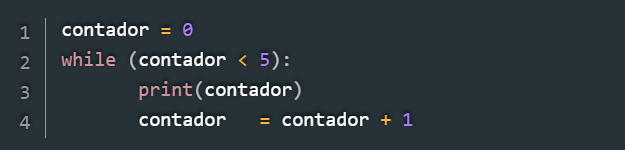 1 contador = 0
2 while (contador < 5):
3 print(contador)
4 contador = contador + 1